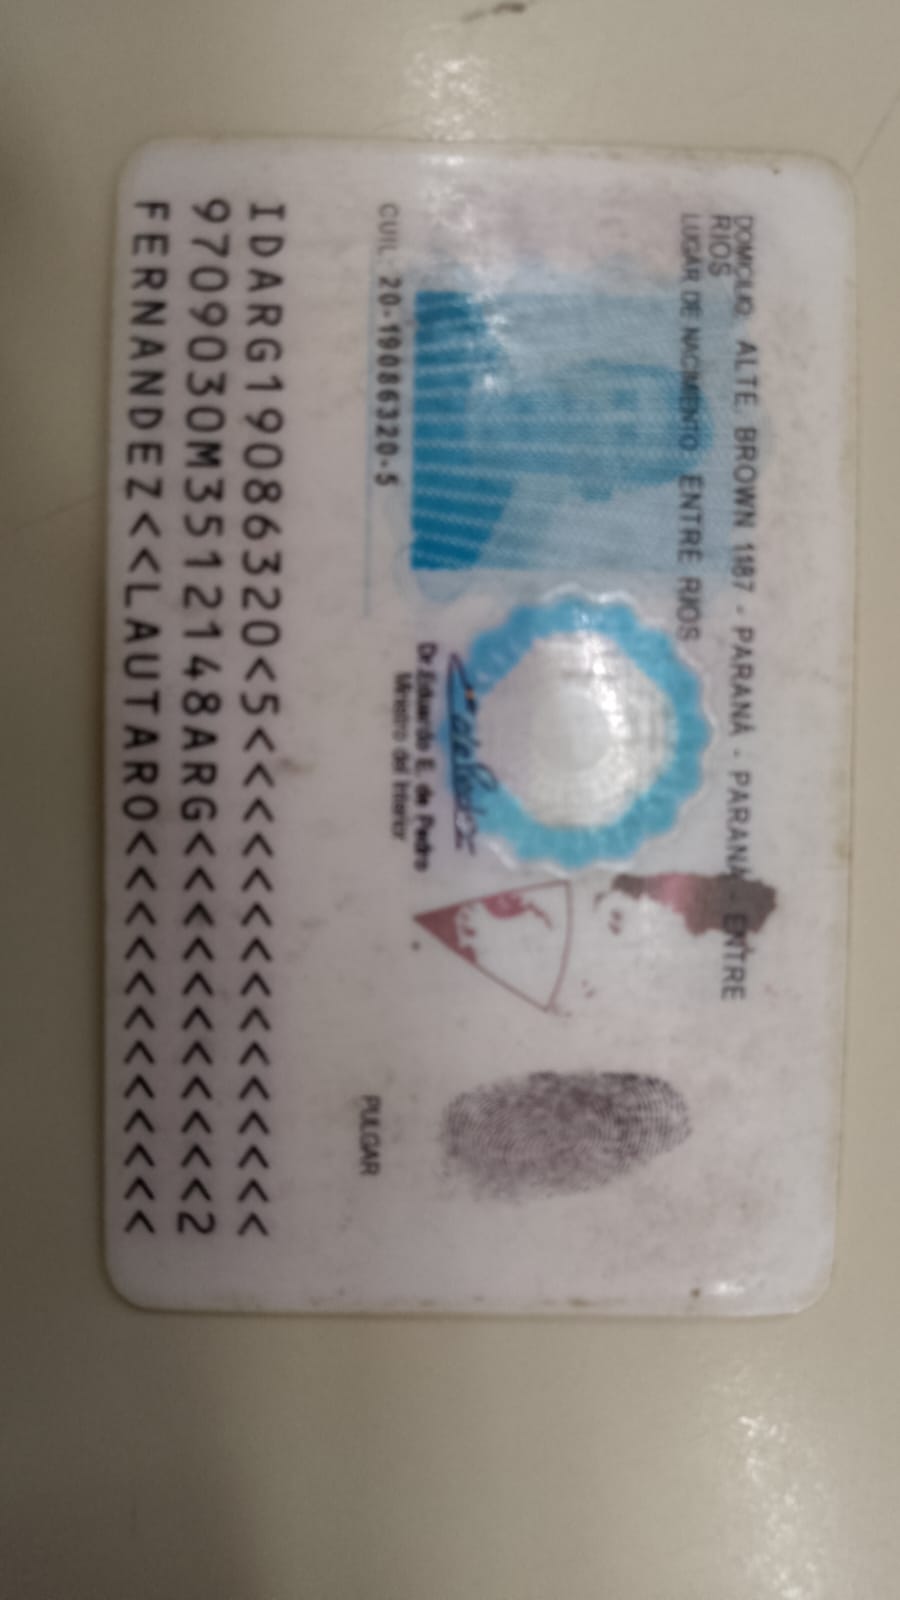 DOMICILIO: ALTE. BROWN 1187 - PARANÁ - PARANÁ - ENTRE
RIOS
LUGAR DE NACIMIENTO: ENTRE RIOS
Dr. Eduardo E. de Pedro
Ministro del Interior
CUIL: 20-19086320-5
PULGAR
IDARG19086320<5<<<<<<<<<<<<<<<
9709030M3512148ARG<<<<<<<<<<<2
FERNANDEZ<<LAUTARO<<<<<<<<<<<<